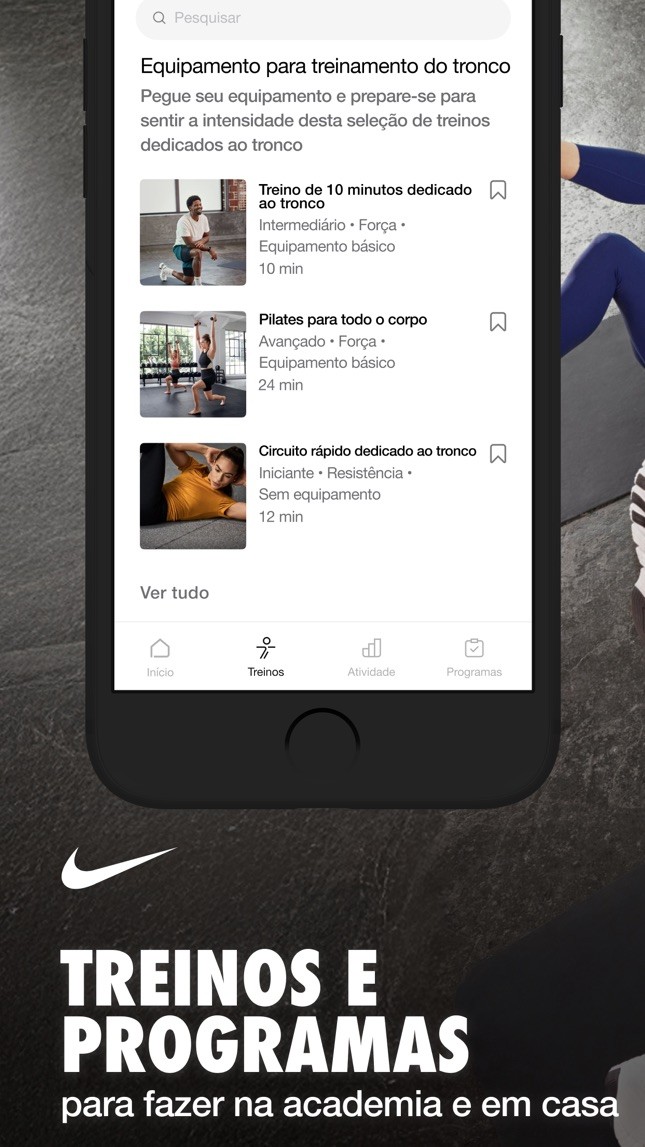 Pesquisar
Equipamento para treinamento do tronco
Pegue seu equipamento e prepare-se para
sentir a intensidade desta seleção de treinos
dedicados ao tronco
Treino de 10 minutos dedicado
ao tronco
Intermediário • Força •
Equipamento básico
10 min
Pilates para todo o corpo
Avançado • Força •
Equipamento básico
24 min
Circuito rápido dedicado ao tronco
Iniciante • Resistência •
Sem equipamento
12 min
Ver tudo
Início
Treinos
Atividade
Programas
TREINOS E
PROGRAMAS
para fazer na academia e em casa